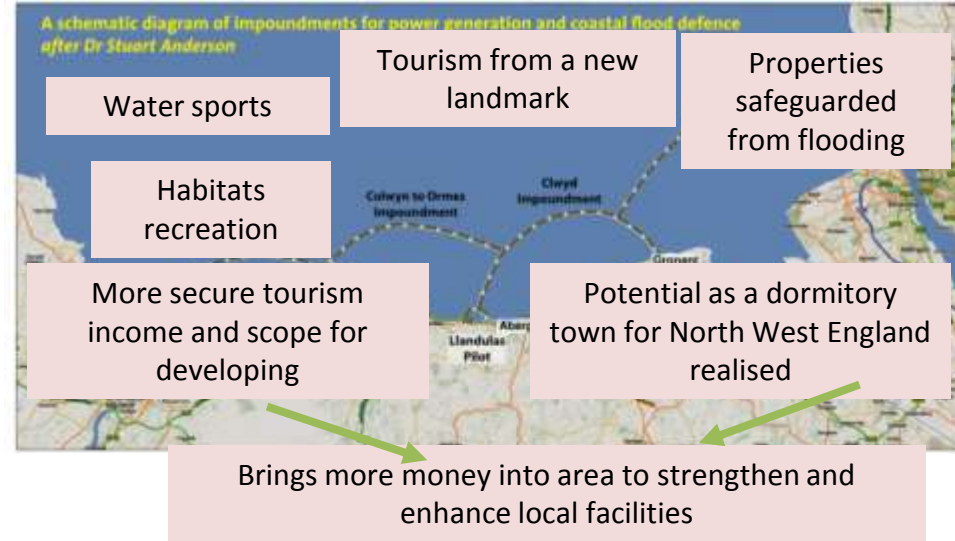 A schematic diagram of impoundments for power generation and coastal flood defence
after Dr Stuart Anderson
Tourism from a new
landmark
Properties
safeguarded
from flooding
Water sports
Habitats
recreation
Colwyn to Ormes
Impoundment
Clwyd
Impoundment
Gronant
More secure tourism
income and scope for
developing
Llandulas
Pilot
Potential as a dormitory
town for North West England
realised
Brings more money into area to strengthen and
enhance local facilities